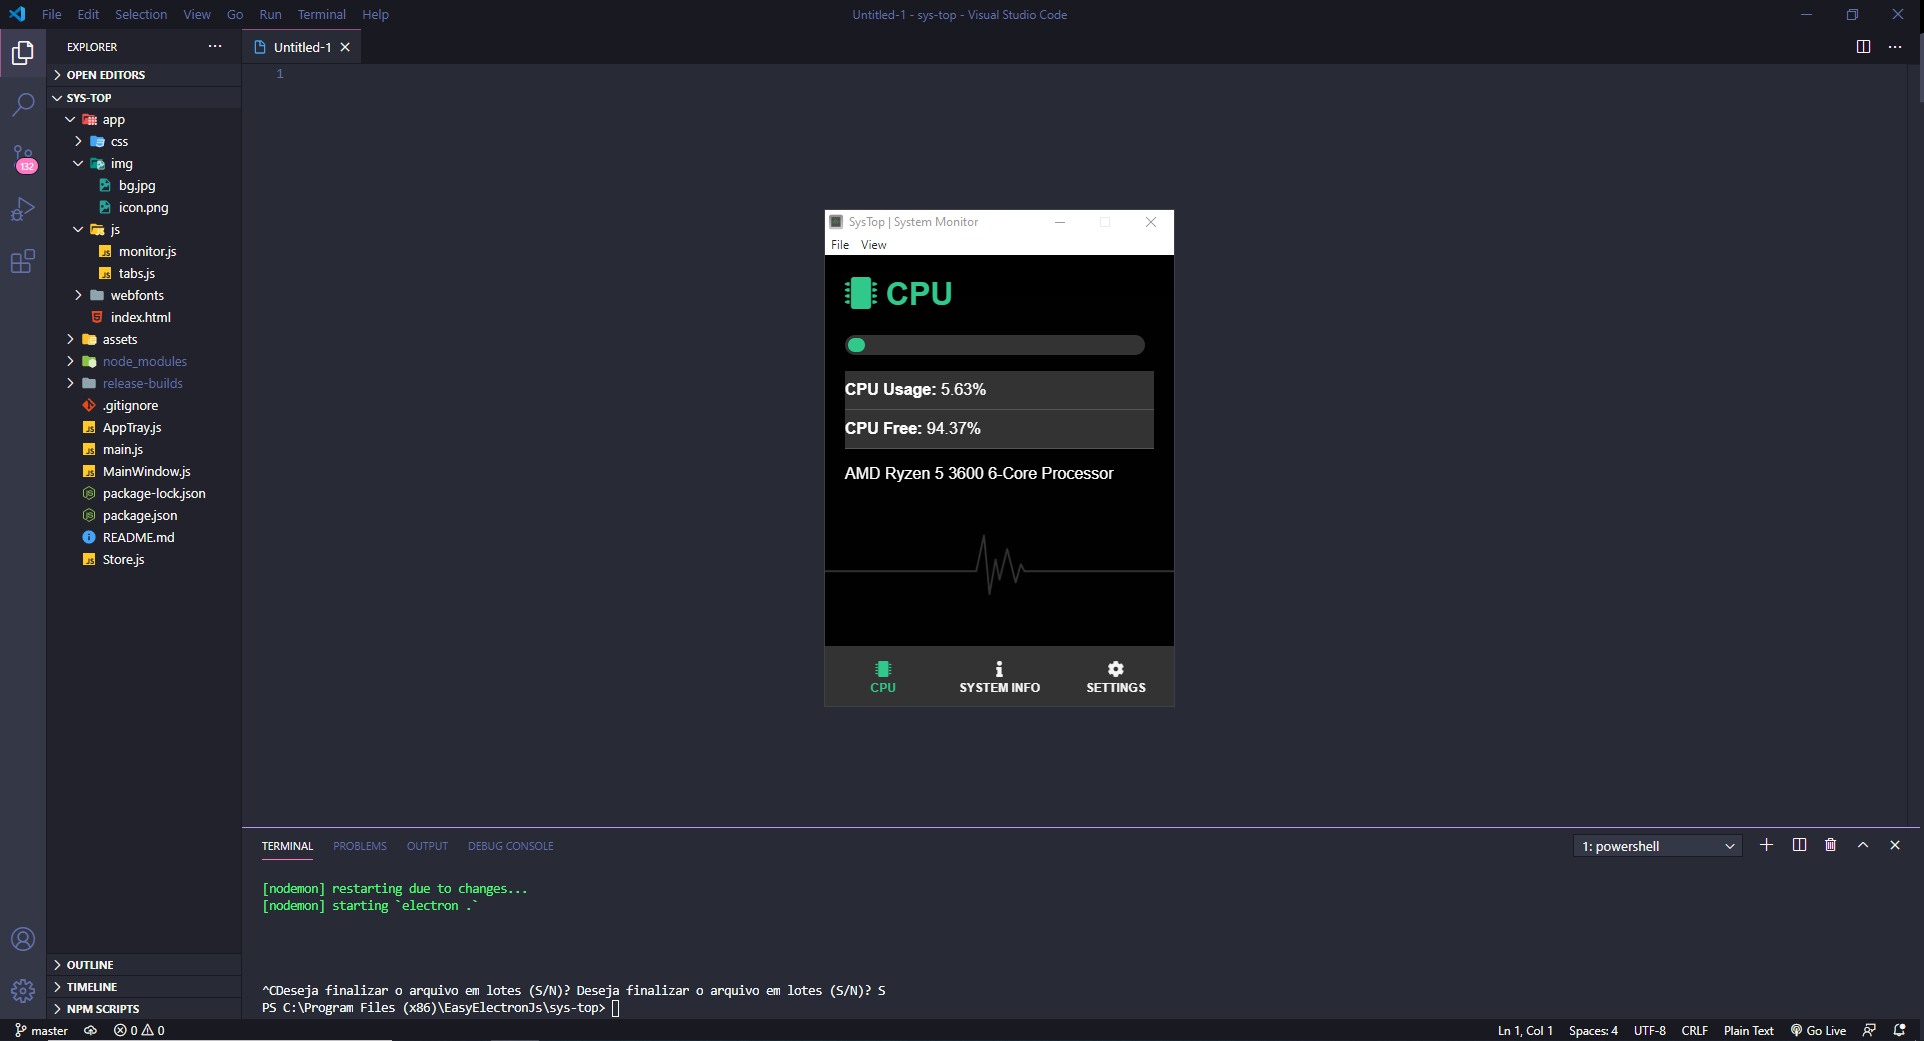 File Edit Selection View Go Run Terminal Help
Untitled-1 - sys-top - Visual Studio Code
EXPLORER
Untitled-1
OPEN EDITORS
1
SYS-TOP
app
css
132
img
bg.jpg
icon.png
js
JS monitor.js
JS tabs.js
webfonts
index.html
assets
node_modules
release-builds
.gitignore
JS AppTray.js
JS main.js
JS MainWindow.js
package-lock.json
package.json
README.md
JS Store.js
OUTLINE
TIMELINE
NPM SCRIPTS
SysTop | System Monitor
File View
CPU
CPU Usage: 5.63%
CPU Free: 94.37%
AMD Ryzen 5 3600 6-Core Processor
CPU
SYSTEM INFO
SETTINGS
TERMINAL PROBLEMS OUTPUT DEBUG CONSOLE
1: powershell
[nodemon] restarting due to changes...
[nodemon] starting `electron .`
^CDeseja finalizar o arquivo em lotes (S/N)? Deseja finalizar o arquivo em lotes (S/N)? S
PS C:\Program Files (x86)\EasyElectronJs\sys-top>
master 0 0
Ln 1, Col 1 Spaces: 4 UTF-8 CRLF Plain Text Go Live